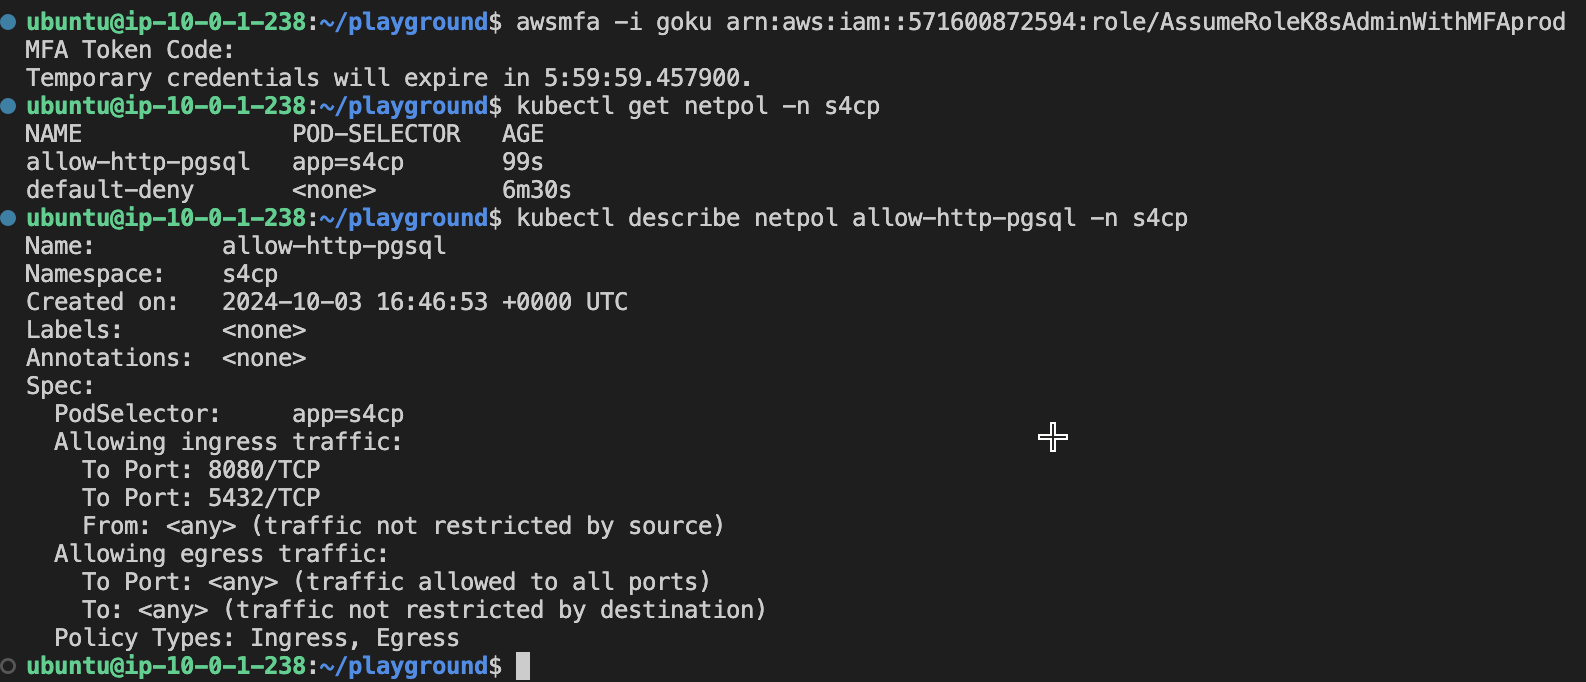 ubuntu@ip-10-0-1-238:~/playground$ awsmfa -i goku arn:aws:iam::571600872594:role/AssumeRoleK8sAdminWithMFAprod
MFA Token Code:
Temporary credentials will expire in 5:59:59.457900.
ubuntu@ip-10-0-1-238:~/playground$ kubectl get netpol -n s4cp
NAME                POD-SELECTOR   AGE
allow-http-pgsql   app=s4cp       99s
default-deny       <none>         6m30s
ubuntu@ip-10-0-1-238:~/playground$ kubectl describe netpol allow-http-pgsql -n s4cp
Name:         allow-http-pgsql
Namespace:    s4cp
Created on:   2024-10-03 16:46:53 +0000 UTC
Labels:       <none>
Annotations:  <none>
Spec:
  PodSelector:     app=s4cp
  Allowing ingress traffic:
    To Port: 8080/TCP
    To Port: 5432/TCP
    From: <any> (traffic not restricted by source)
  Allowing egress traffic:
    To Port: <any> (traffic allowed to all ports)
    To: <any> (traffic not restricted by destination)
  Policy Types: Ingress, Egress
ubuntu@ip-10-0-1-238:~/playground$